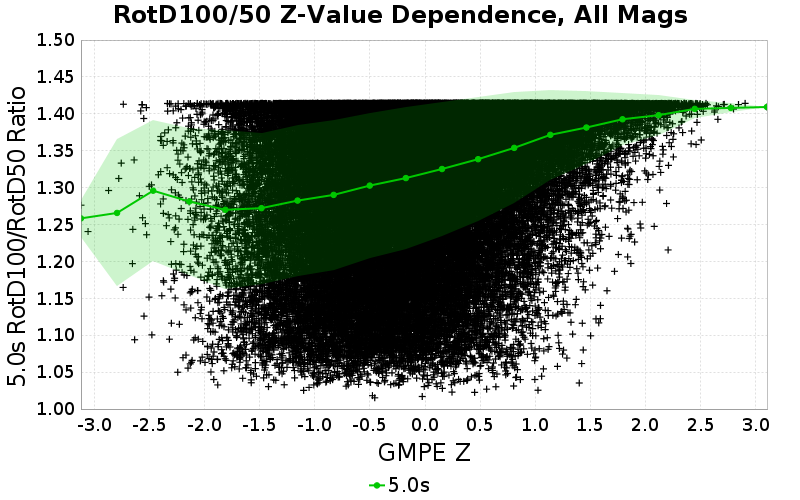 RotD100/50 Z-Value Dependence, All Mags
5.0s RotD100/RotD50 Ratio
1.50
1.45
1.40
1.35
1.30
1.25
1.20
1.15
1.10
1.05
1.00
-3.0 -2.5 -2.0 -1.5 -1.0 -0.5 0.0 0.5 1.0 1.5 2.0 2.5 3.0
GMPE Z
5.0s